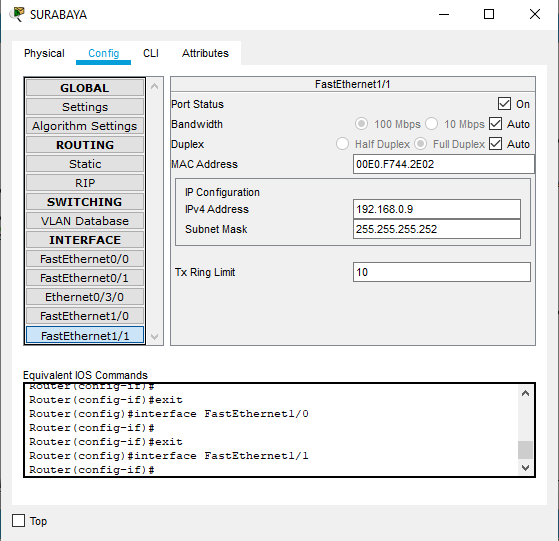 SURABAYA
Physical Config CLI Attributes
GLOBAL
Settings
Algorithm Settings
ROUTING
Static
RIP
SWITCHING
VLAN Database
INTERFACE
FastEthernet0/0
FastEthernet0/1
Ethernet0/3/0
FastEthernet1/0
FastEthernet1/1
FastEthernet1/1
Port Status On
Bandwidth 100 Mbps 10 Mbps Auto
Duplex Half Duplex Full Duplex Auto
MAC Address 00E0.F744.2E02
IP Configuration
IPv4 Address 192.168.0.9
Subnet Mask 255.255.255.252
Tx Ring Limit 10
Equivalent IOS Commands
Router(config-if)#
Router(config-if)#exit
Router(config)#interface FastEthernet1/0
Router(config-if)#
Router(config-if)#exit
Router(config)#interface FastEthernet1/1
Router(config-if)#
Top